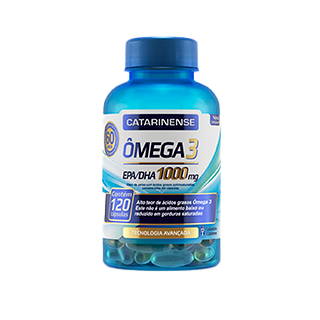 CATARINENSE
60
ÔMEGA 3
EPA/DHA 1000mg
Contém
120
cápsulas
Alto teor de ácidos graxos Ômega 3
Este não é um alimento baixo ou
reduzido em gorduras saturadas
TECNOLOGIA AVANÇADA